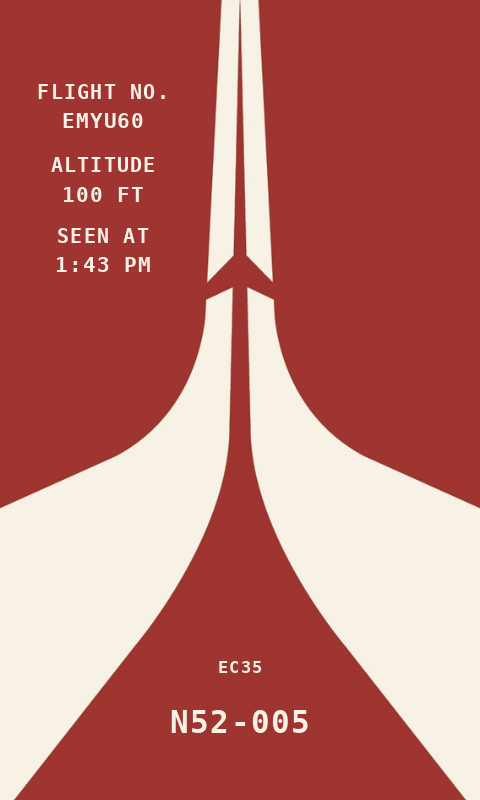 FLIGHT NO.
EMYU60
ALTITUDE
100 FT
SEEN AT
1:43 PM
EC35
N52-005